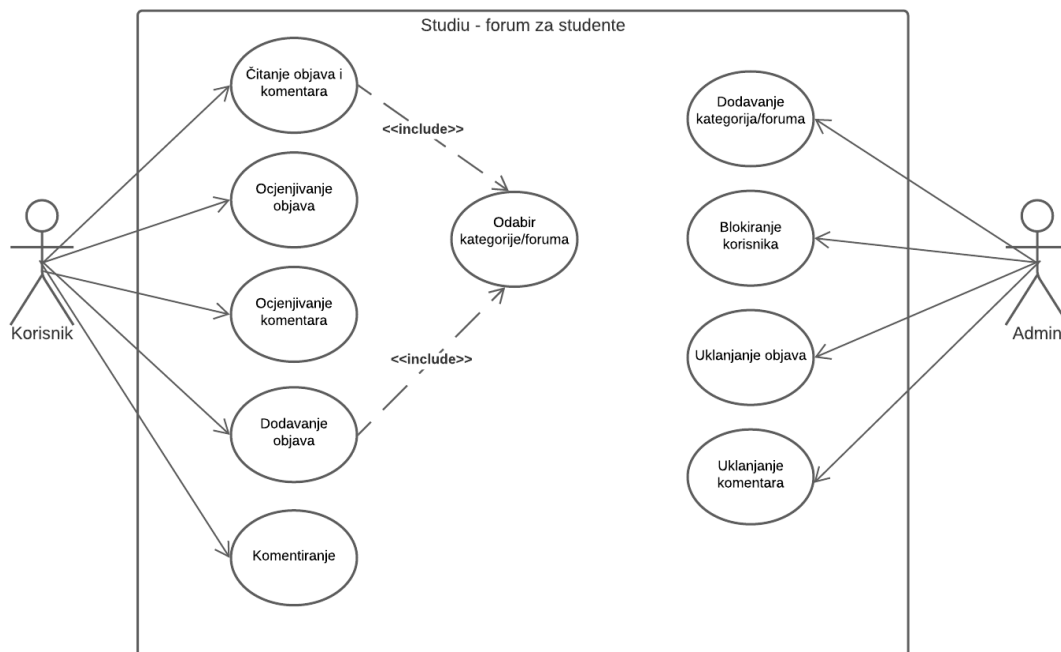 Studiu - forum za studente
Čitanje objava i
komentara
<<include>>
Ocjenjivanje
objava
Odabir
kategorije/foruma
Ocjenjivanje
komentara
<<include>>
Dodavanje
objava
Komentiranje
Korisnik
Dodavanje
kategorija/foruma
Blokiranje
korisnika
Uklanjanje objava
Uklanjanje
komentara
Admin